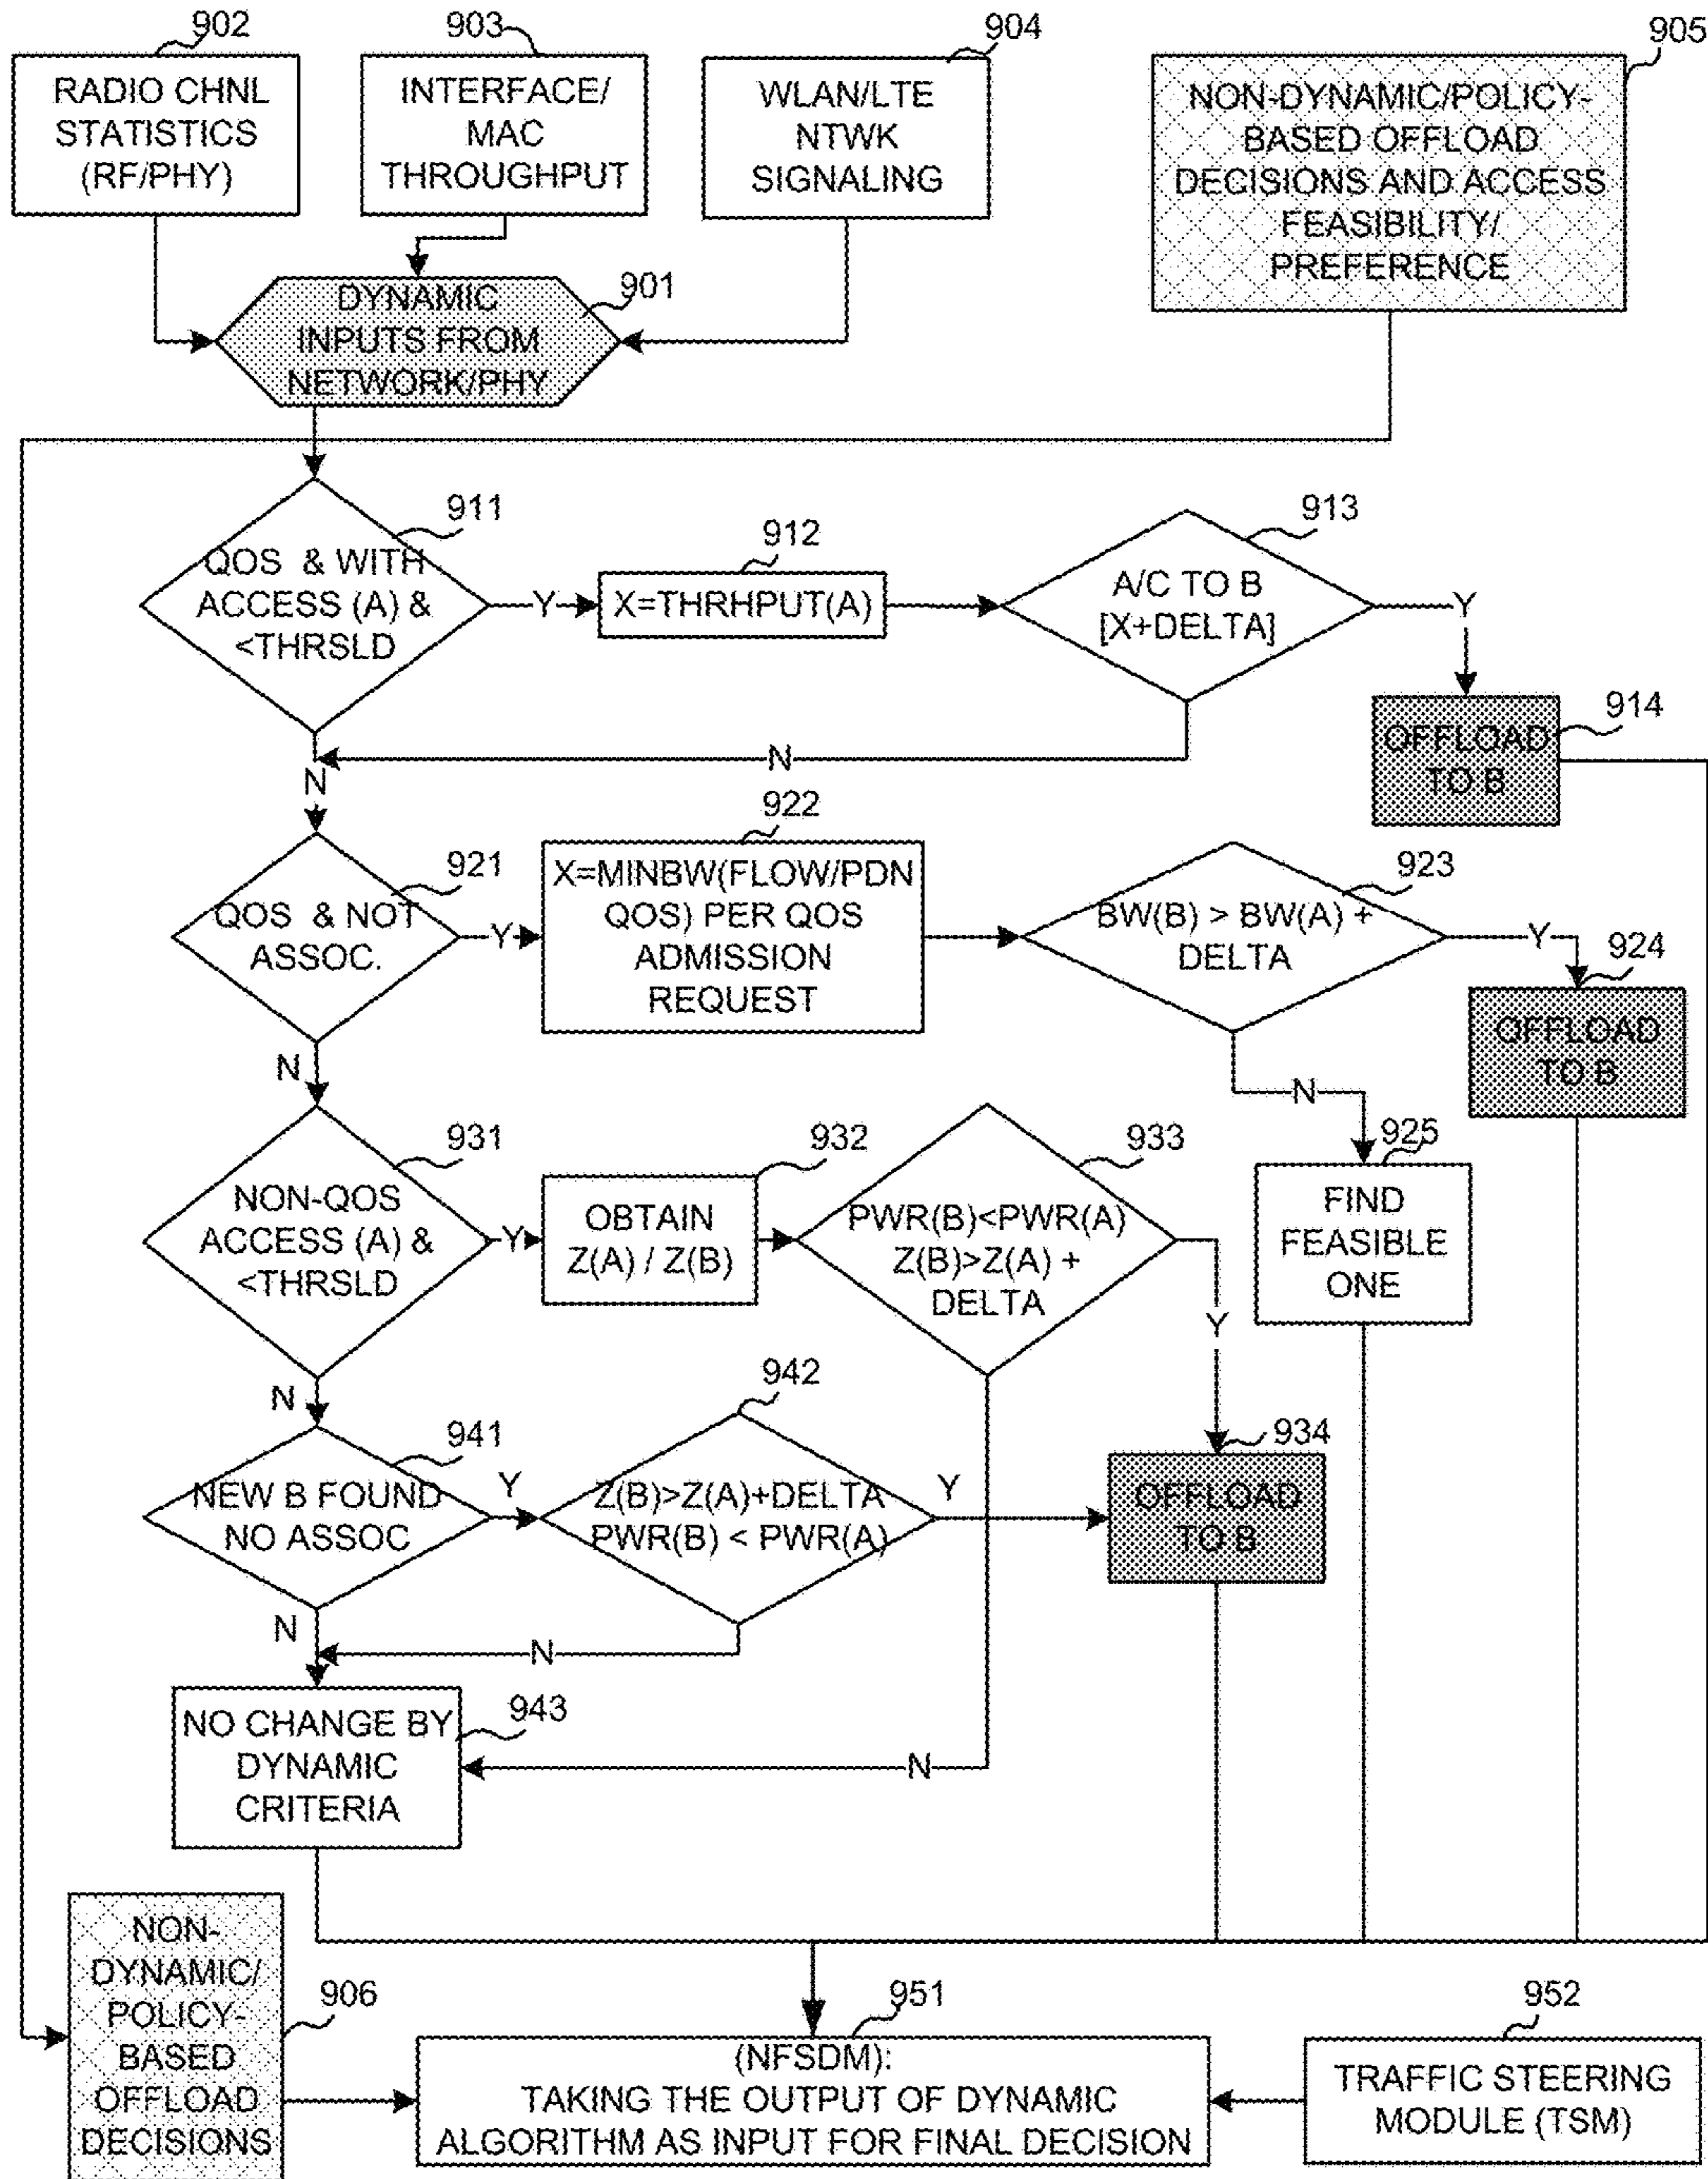 902
903
904
905
RADIO CHNL
STATISTICS
(RF/PHY)
INTERFACE/
MAC
THROUGHPUT
WLAN/LTE
NTWK
SIGNALING
NON-DYNAMIC/POLICY-
BASED OFFLOAD
DECISIONS AND ACCESS
FEASIBILITY/
PREFERENCE
901
DYNAMIC
INPUTS FROM
NETWORK/PHY
911
QOS & WITH
ACCESS (A) &
<THRSLD
Y
912
X=THRHPUT(A)
913
A/C TO B
[X+DELTA]
Y
914
OFFLOAD
TO B
N
N
921
QOS & NOT
ASSOC.
Y
922
X=MINBW(FLOW/PDN
QOS) PER QOS
ADMISSION
REQUEST
923
BW(B) > BW(A) +
DELTA
Y
924
OFFLOAD
TO B
N
N
925
FIND
FEASIBLE
ONE
931
NON-QOS
ACCESS (A) &
<THRSLD
Y
932
OBTAIN
Z(A) / Z(B)
933
PWR(B)<PWR(A)
Z(B)>Z(A) +
DELTA
Y
934
OFFLOAD
TO B
N
941
NEW B FOUND
NO ASSOC
Y
942
Z(B)>Z(A)+DELTA
PWR(B) < PWR(A)
Y
N
N
943
NO CHANGE BY
DYNAMIC
CRITERIA
N
906
NON-
DYNAMIC/
POLICY-
BASED
OFFLOAD
DECISIONS
951
(NFSDM):
TAKING THE OUTPUT OF DYNAMIC
ALGORITHM AS INPUT FOR FINAL DECISION
952
TRAFFIC STEERING
MODULE (TSM)